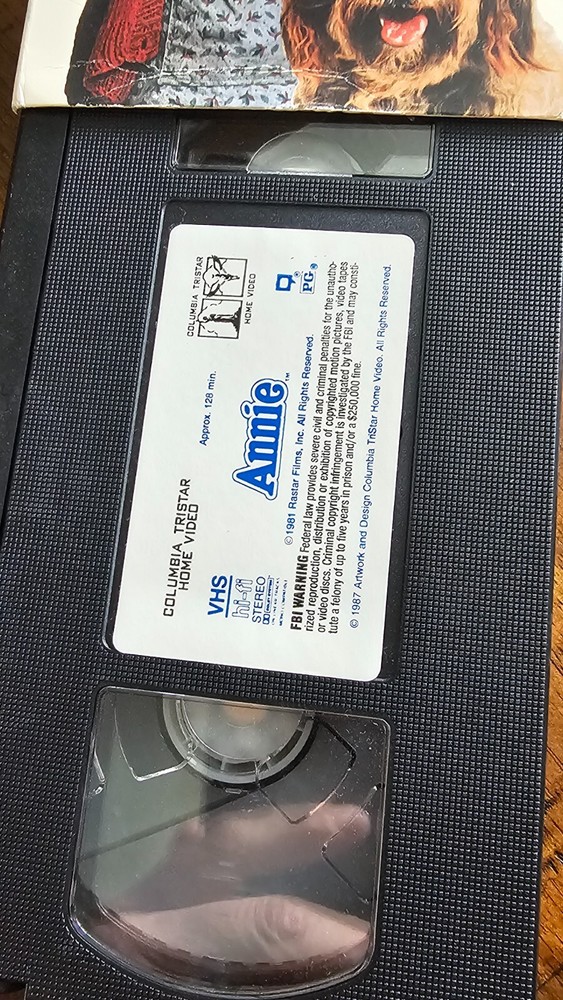 COLUMBIA TRISTAR
HOME VIDEO
Approx. 128 min.
COLUMBIA TRISTAR
HOME VIDEO
VHS
hi-fi
STEREO
Annie™
®
PG®
©1981 Rastar Films, Inc. All Rights Reserved.
FBI WARNING Federal law provides severe civil and criminal penalties for the unautho-
rized reproduction, distribution or exhibition of copyrighted motion pictures, video tapes
or video discs. Criminal copyright infringement is investigated by the FBI and may consti-
tute a felony of up to five years in prison and/or a $250,000 fine.
© 1987 Artwork and Design Columbia TriStar Home Video. All Rights Reserved.